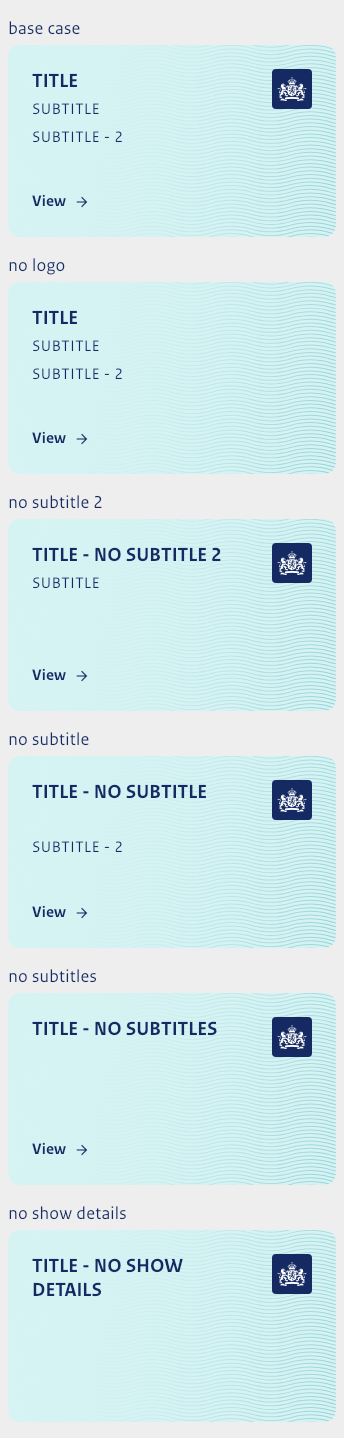 base case
TITLE
SUBTITLE
SUBTITLE - 2
View →
no logo
TITLE
SUBTITLE
SUBTITLE - 2
View →
no subtitle 2
TITLE - NO SUBTITLE 2
SUBTITLE
View →
no subtitle
TITLE - NO SUBTITLE
SUBTITLE - 2
View →
no subtitles
TITLE - NO SUBTITLES
View →
no show details
TITLE - NO SHOW
DETAILS